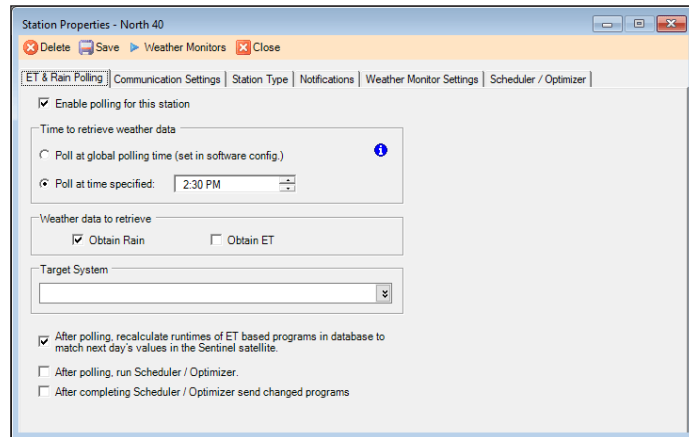 Station Properties - North 40
Delete Save Weather Monitors Close
ET & Rain Polling Communication Settings Station Type Notifications Weather Monitor Settings Scheduler / Optimizer
Enable polling for this station
Time to retrieve weather data
Poll at global polling time (set in software config.)
Poll at time specified: 2:30 PM
Weather data to retrieve
Obtain Rain Obtain ET
Target System
After polling, recalculate runtimes of ET based programs in database to
match next day's values in the Sentinel satellite.
After polling, run Scheduler / Optimizer.
After completing Scheduler / Optimizer send changed programs